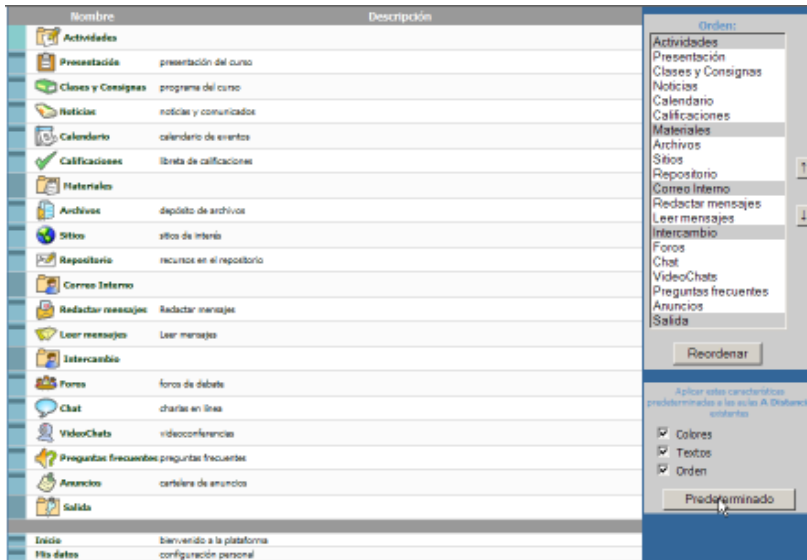 Nombre Descripción
Actividades
Presentación presentación del curso
Clases y Consignas programa del curso
Noticias noticias y comunicados
Calendario calendario de eventos
Calificaciones libreta de calificaciones
Materiales
Archivos depósito de archivos
Sitios sitios de interés
Repositorio recursos en el repositorio
Correo Interno
Redactar mensajes Redactar mensajes
Leer mensajes Leer mensajes
Intercambio
Foros foros de debate
Chat charlas en línea
VideoChats videoconferencias
Preguntas frecuentes preguntas frecuentes
Anuncios cartelera de anuncios
Salida
Inicio bienvenido a la plataforma
Mis datos configuración personal
Orden:
Actividades
Presentación
Clases y Consignas
Noticias
Calendario
Calificaciones
Materiales
Archivos
Sitios
Repositorio
Correo Interno
Redactar mensajes
Leer mensajes
Intercambio
Foros
Chat
VideoChats
Preguntas frecuentes
Anuncios
Salida
Reordenar
Aplicar estas características
predeterminadas a las aulas A Distancia
existentes
Colores
Textos
Orden
Predeterminado